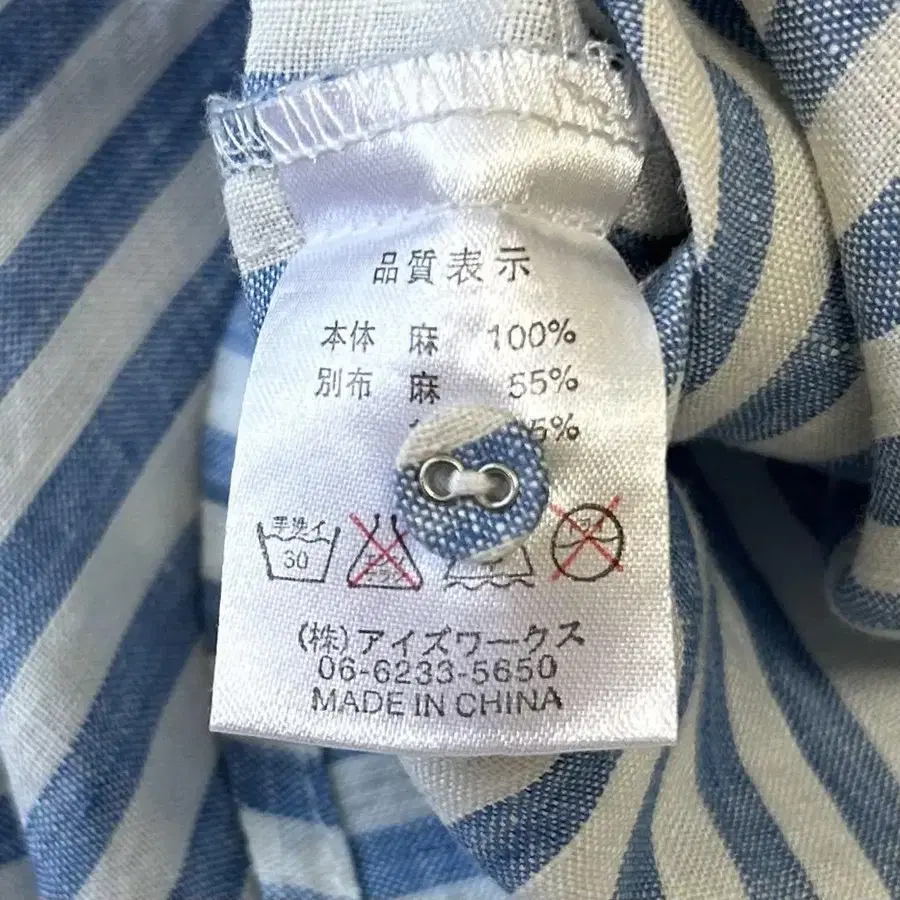 品質表示
本体 麻 100%
別布 麻 55%
5%
手洗イ
30
(株)アイズワークス
06-6233-5650
MADE IN CHINA